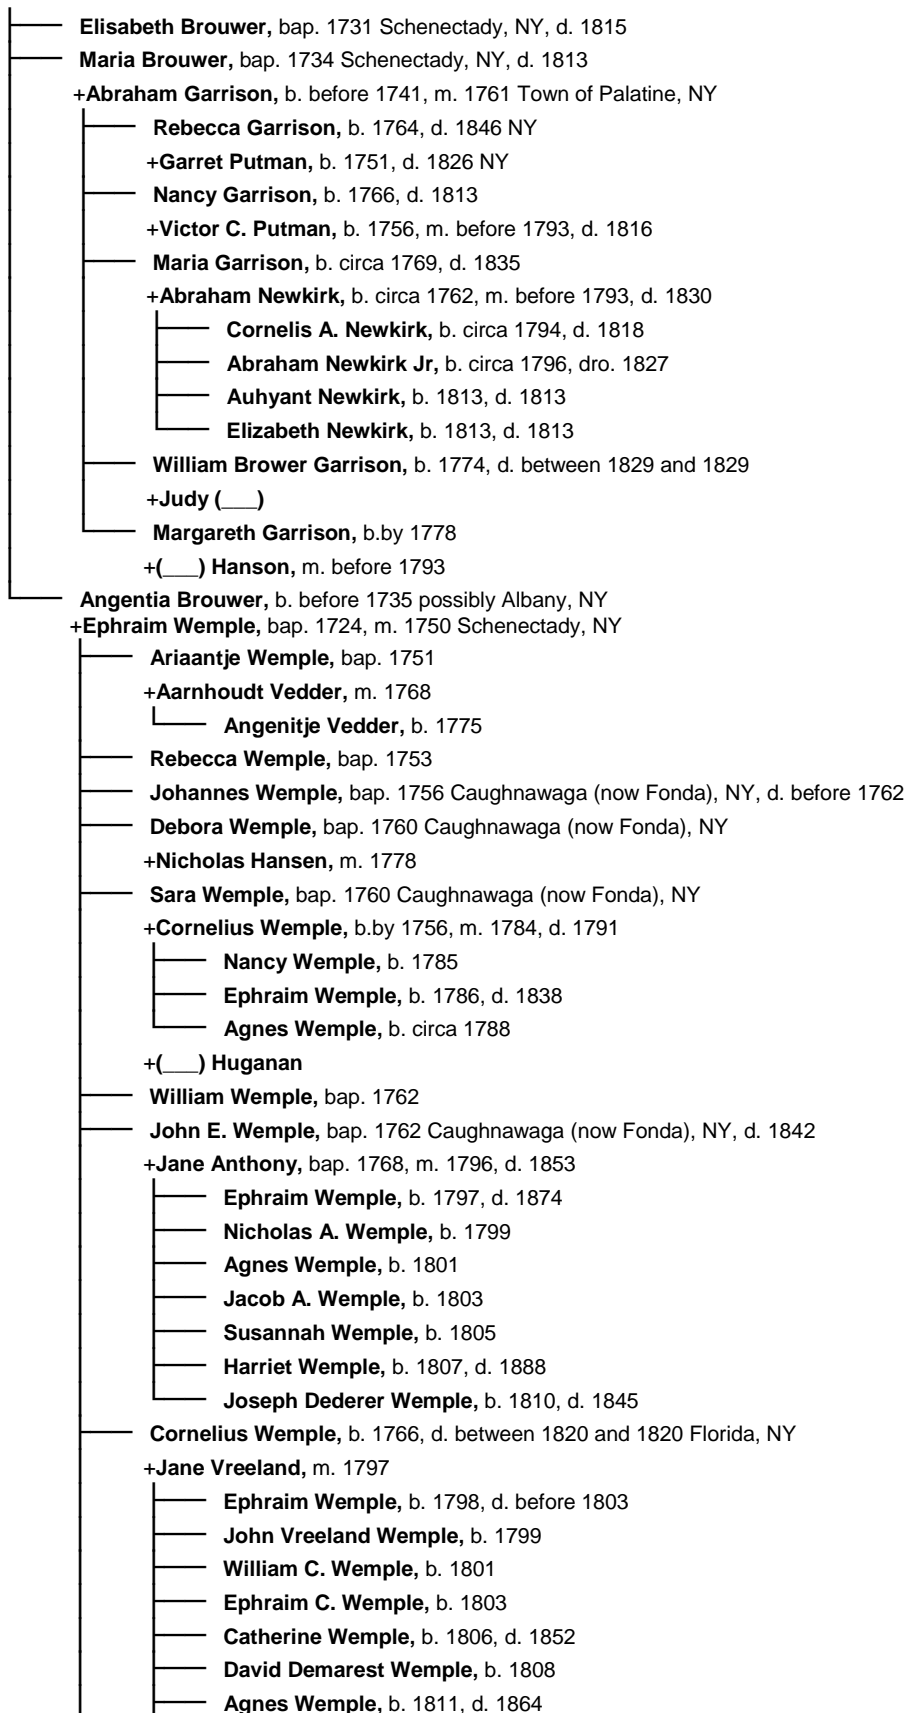 Elisabeth Brouwer, bap. 1731 Schenectady, NY, d. 1815
Maria Brouwer, bap. 1734 Schenectady, NY, d. 1813
+Abraham Garrison, b. before 1741, m. 1761 Town of Palatine, NY
Rebecca Garrison, b. 1764, d. 1846 NY
+Garret Putman, b. 1751, d. 1826 NY
Nancy Garrison, b. 1766, d. 1813
+Victor C. Putman, b. 1756, m. before 1793, d. 1816
Maria Garrison, b. circa 1769, d. 1835
+Abraham Newkirk, b. circa 1762, m. before 1793, d. 1830
Cornelis A. Newkirk, b. circa 1794, d. 1818
Abraham Newkirk Jr, b. circa 1796, dro. 1827
Auhyant Newkirk, b. 1813, d. 1813
Elizabeth Newkirk, b. 1813, d. 1813
William Brower Garrison, b. 1774, d. between 1829 and 1829
+Judy (___)
Margareth Garrison, b.by 1778
+(___) Hanson, m. before 1793
Angentia Brouwer, b. before 1735 possibly Albany, NY
+Ephraim Wemple, bap. 1724, m. 1750 Schenectady, NY
Ariaantje Wemple, bap. 1751
+Aarnhoudt Vedder, m. 1768
Angenitje Vedder, b. 1775
Rebecca Wemple, bap. 1753
Johannes Wemple, bap. 1756 Caughnawaga (now Fonda), NY, d. before 1762
Debora Wemple, bap. 1760 Caughnawaga (now Fonda), NY
+Nicholas Hansen, m. 1778
Sara Wemple, bap. 1760 Caughnawaga (now Fonda), NY
+Cornelius Wemple, b.by 1756, m. 1784, d. 1791
Nancy Wemple, b. 1785
Ephraim Wemple, b. 1786, d. 1838
Agnes Wemple, b. circa 1788
+(___) Huganan
William Wemple, bap. 1762
John E. Wemple, bap. 1762 Caughnawaga (now Fonda), NY, d. 1842
+Jane Anthony, bap. 1768, m. 1796, d. 1853
Ephraim Wemple, b. 1797, d. 1874
Nicholas A. Wemple, b. 1799
Agnes Wemple, b. 1801
Jacob A. Wemple, b. 1803
Susannah Wemple, b. 1805
Harriet Wemple, b. 1807, d. 1888
Joseph Dederer Wemple, b. 1810, d. 1845
Cornelius Wemple, b. 1766, d. between 1820 and 1820 Florida, NY
+Jane Vreeland, m. 1797
Ephraim Wemple, b. 1798, d. before 1803
John Vreeland Wemple, b. 1799
William C. Wemple, b. 1801
Ephraim C. Wemple, b. 1803
Catherine Wemple, b. 1806, d. 1852
David Demarest Wemple, b. 1808
Agnes Wemple, b. 1811, d. 1864